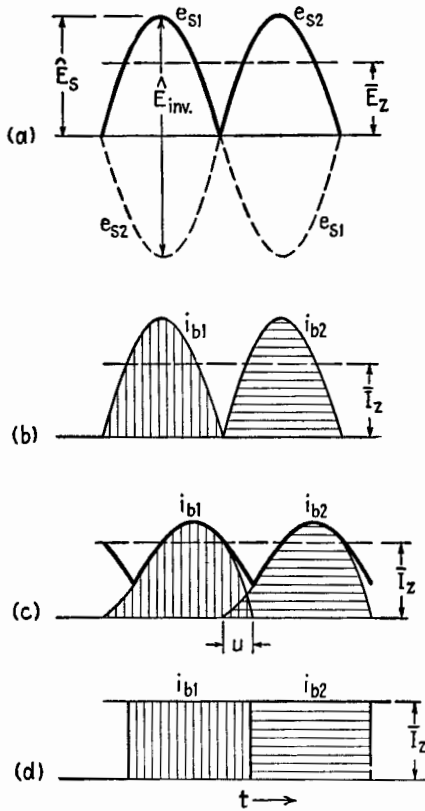 e_S1 e_S2
Ê_S Ê_inv. Ē_Z
(a)
e_S2 e_S1
i_b1 i_b2
Ī_Z
(b)
i_b1 i_b2
Ī_Z
(c)
u
i_b1 i_b2
Ī_Z
(d)
t